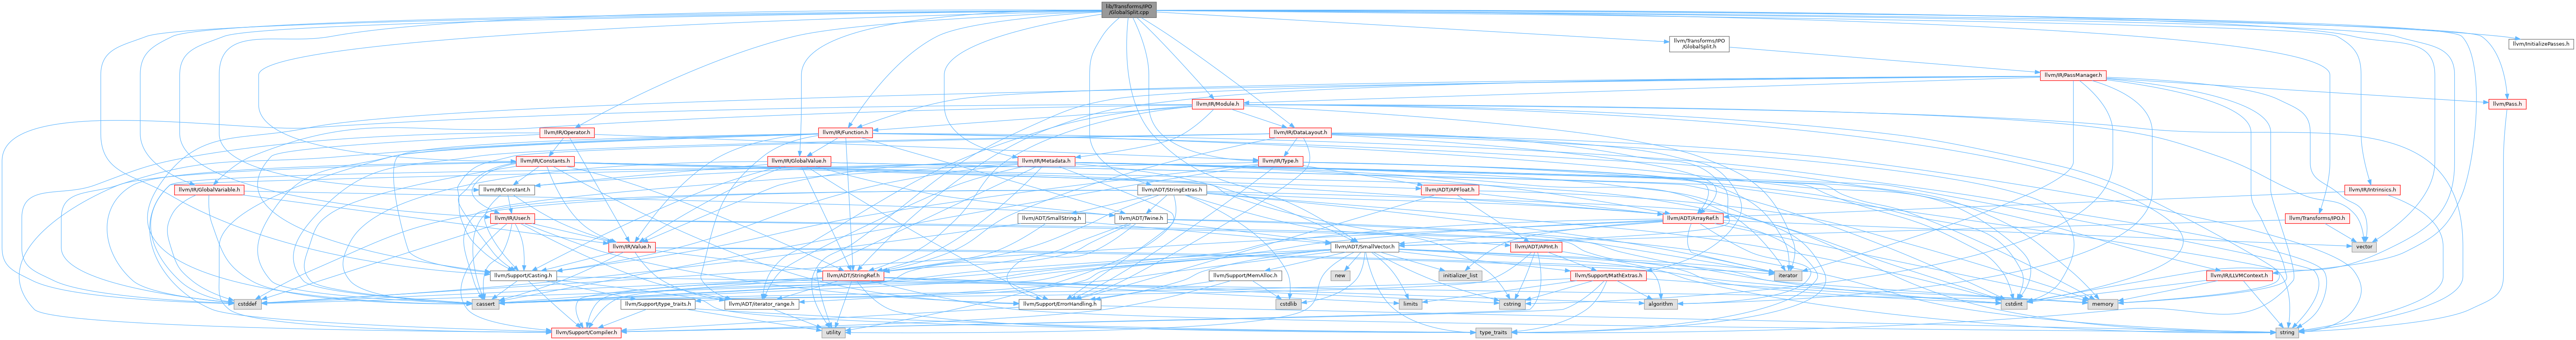 lib/Transforms/IPO
/GlobalSplit.cpp
llvm/Transforms/IPO
/GlobalSplit.h
llvm/InitializePasses.h
llvm/IR/PassManager.h
llvm/IR/Module.h
llvm/Pass.h
llvm/IR/Operator.h
llvm/IR/Function.h
llvm/IR/DataLayout.h
llvm/IR/Constants.h
llvm/IR/GlobalValue.h
llvm/IR/Metadata.h
llvm/IR/Type.h
llvm/IR/GlobalVariable.h
llvm/IR/Constant.h
llvm/ADT/StringExtras.h
llvm/ADT/APFloat.h
llvm/IR/Intrinsics.h
llvm/IR/User.h
llvm/ADT/SmallString.h
llvm/ADT/Twine.h
llvm/ADT/ArrayRef.h
llvm/Transforms/IPO.h
llvm/IR/Value.h
llvm/ADT/SmallVector.h
llvm/ADT/APInt.h
vector
llvm/Support/Casting.h
llvm/ADT/StringRef.h
llvm/Support/MemAlloc.h
new
initializer_list
llvm/Support/MathExtras.h
iterator
llvm/IR/LLVMContext.h
cstddef
cassert
llvm/Support/type_traits.h
llvm/ADT/iterator_range.h
llvm/Support/ErrorHandling.h
cstdlib
limits
cstring
algorithm
cstdint
memory
llvm/Support/Compiler.h
utility
type_traits
string